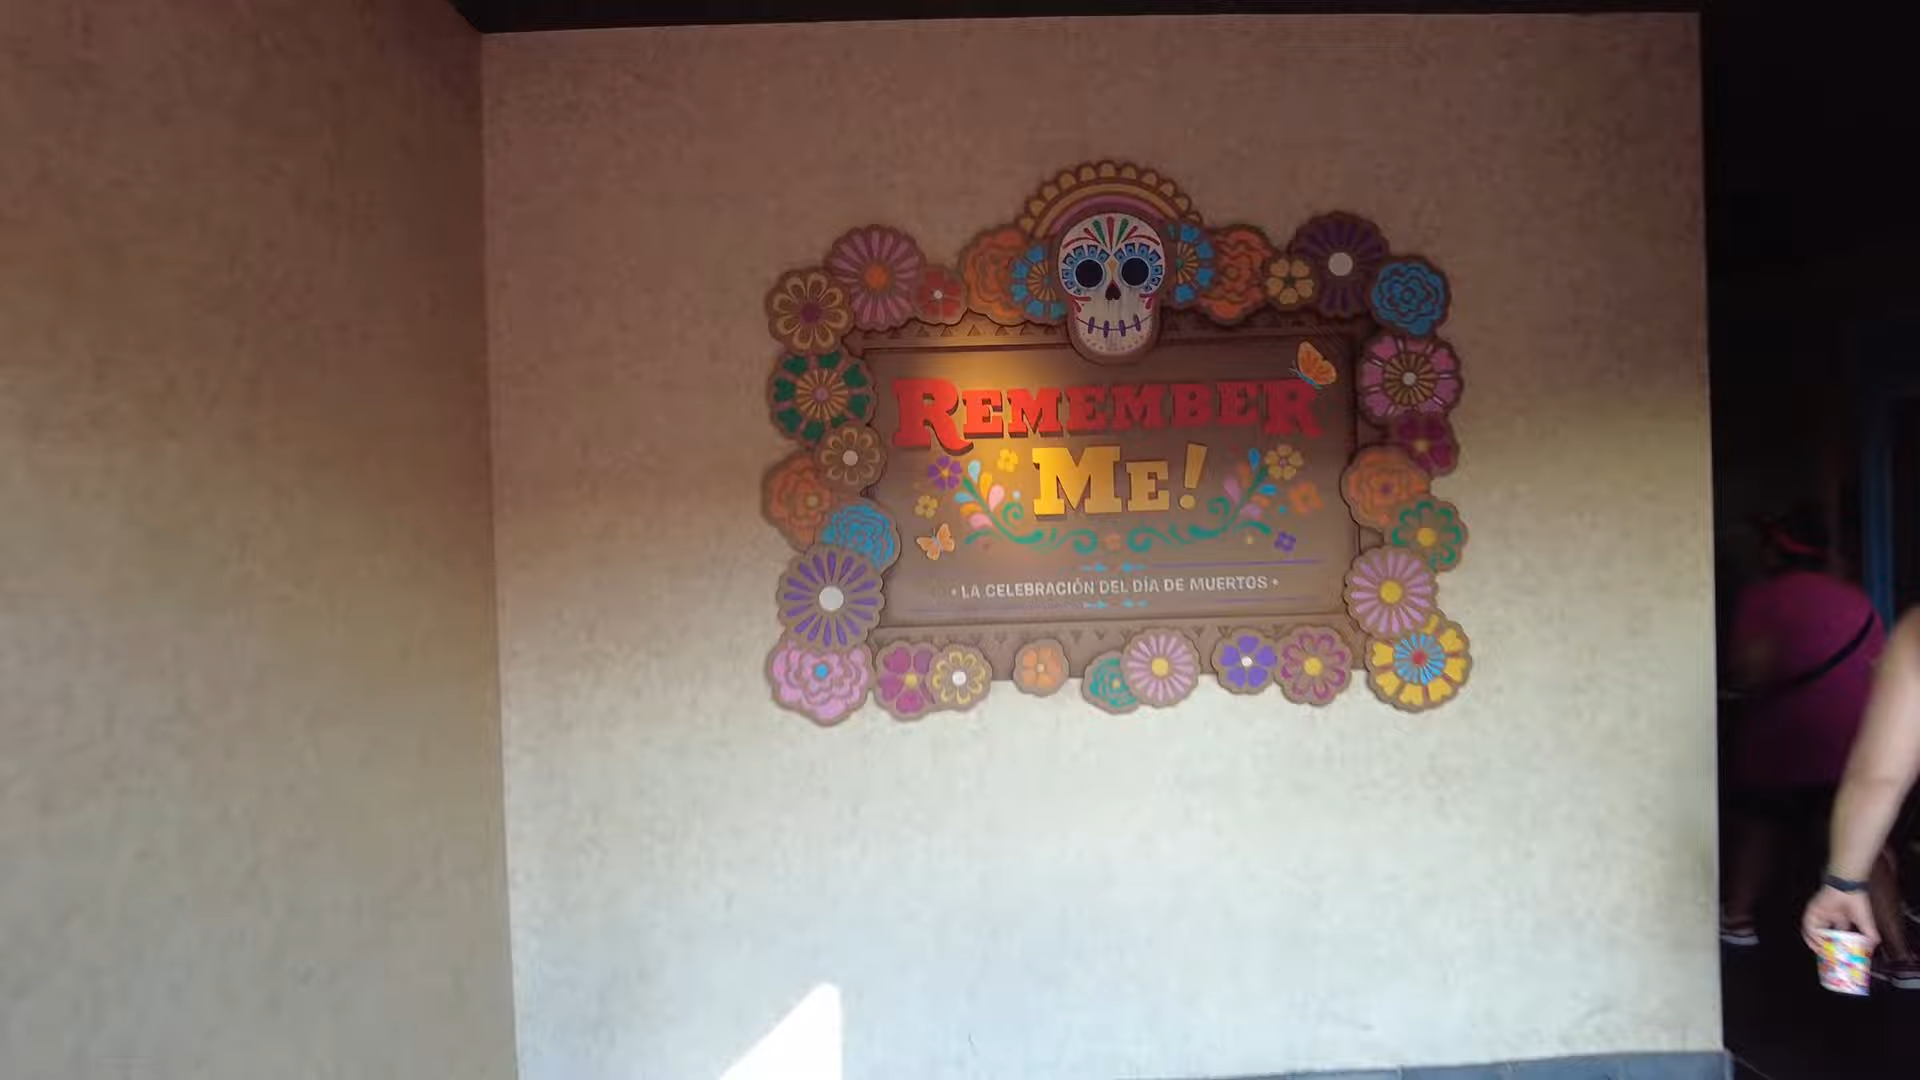 REMEMBER
ME!
• LA CELEBRACIÓN DEL DÍA DE MUERTOS •